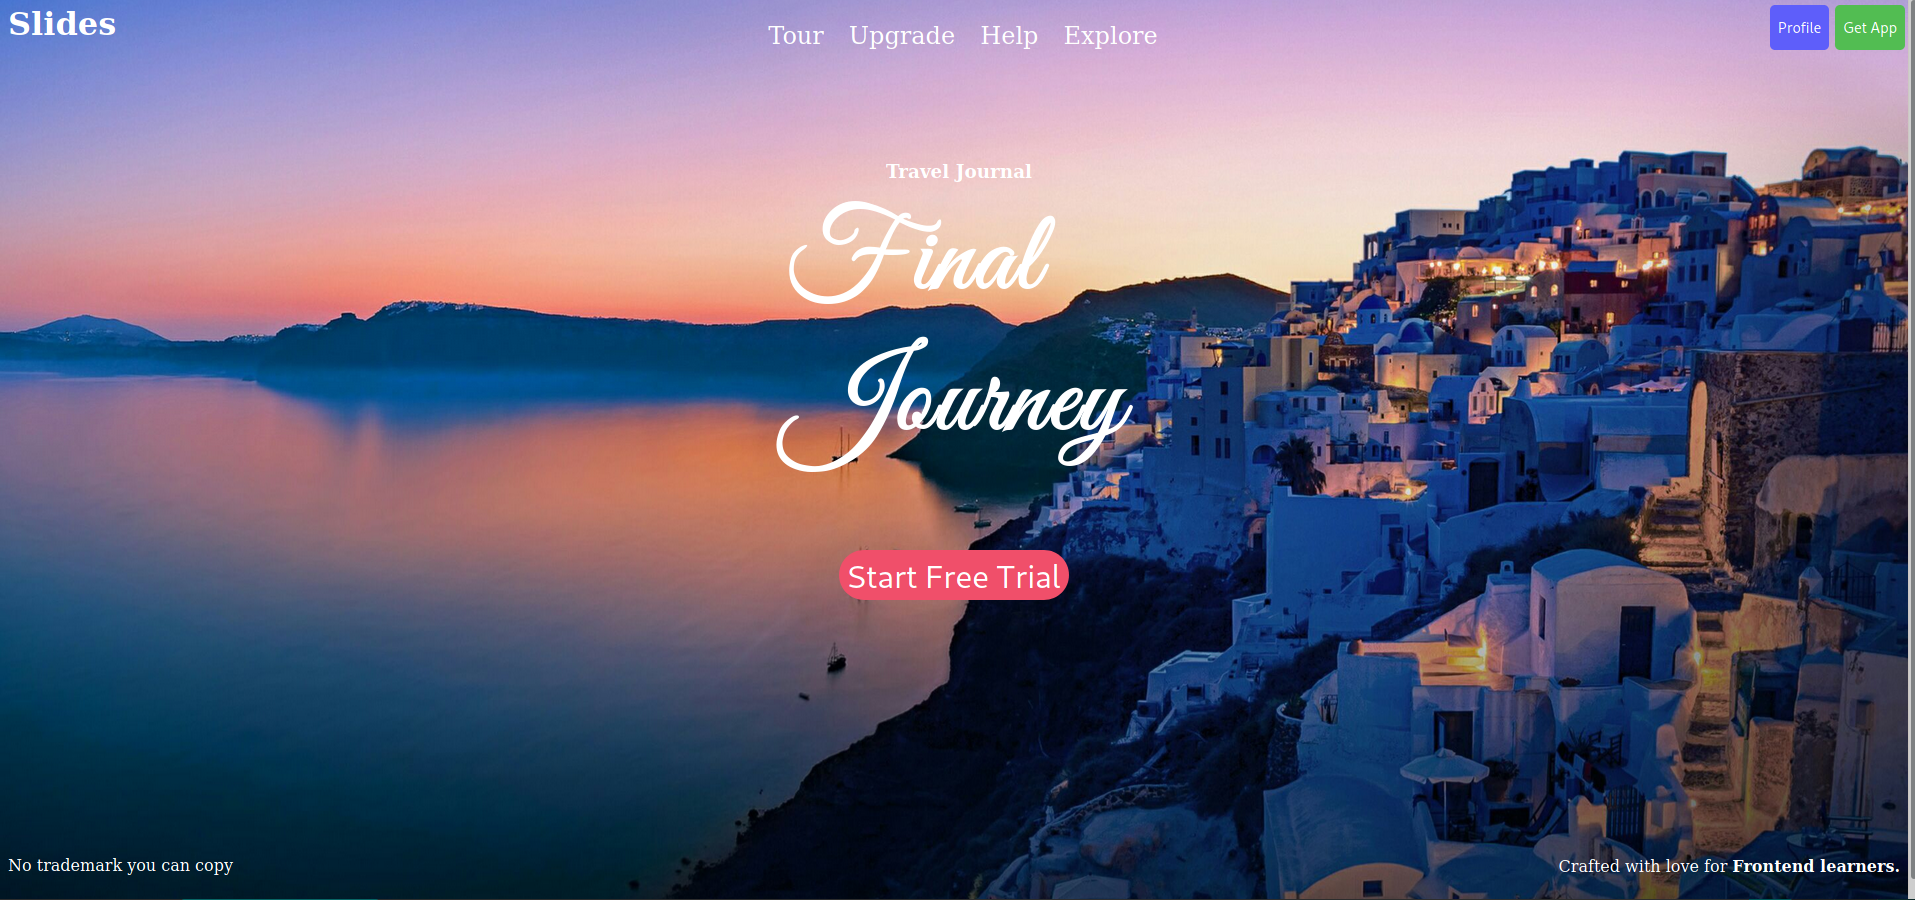 Slides
Tour Upgrade Help Explore
Profile
Get App
Travel Journal
Final
Journey
Start Free Trial
No trademark you can copy
Crafted with love for Frontend learners.